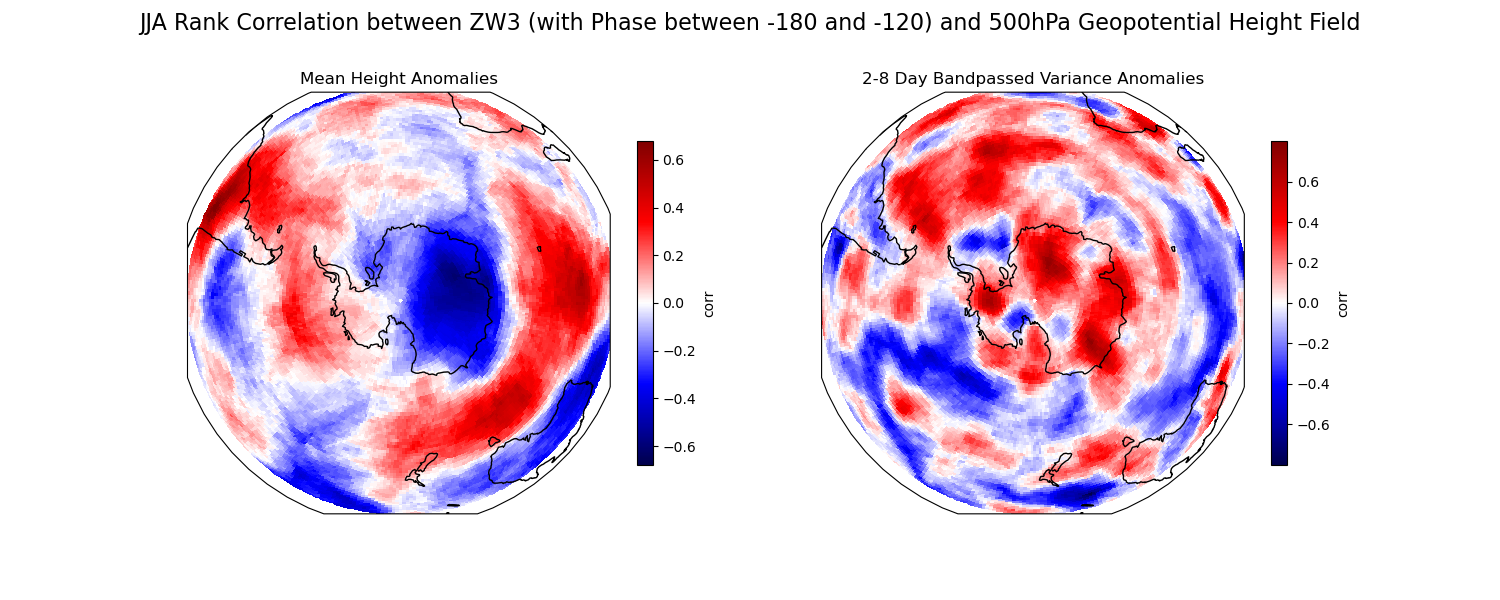 JJA Rank Correlation between ZW3 (with Phase between -180 and -120) and 500hPa Geopotential Height Field
Mean Height Anomalies
0.6
0.4
0.2
0.0
−0.2
−0.4
−0.6
corr
2-8 Day Bandpassed Variance Anomalies
0.6
0.4
0.2
0.0
−0.2
−0.4
−0.6
corr